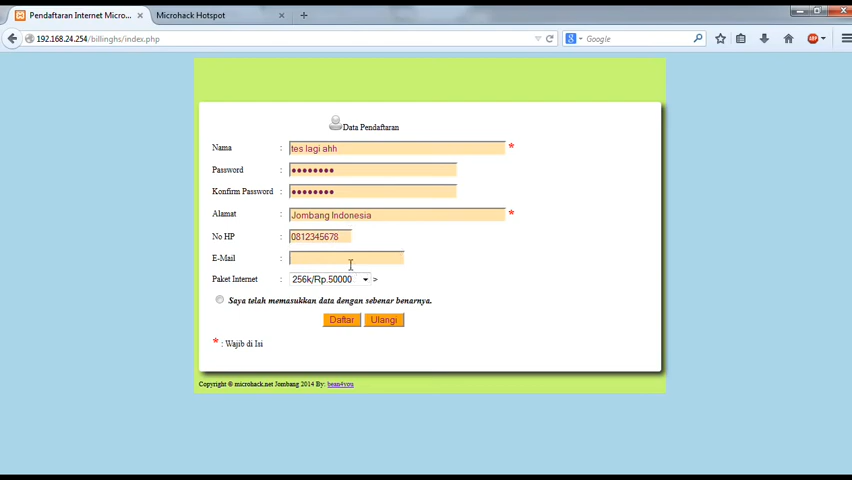 Pendaftaran Internet Micro...
Microhack Hotspot
192.168.24.254/billinghs/index.php
Google
Data Pendaftaran
Nama : tes lagi ahh *
Password : ●●●●●●●●
Konfirm Password : ●●●●●●●●
Alamat : Jombang Indonesia *
No HP : 0812345678
E-Mail :
Paket Internet : 256k/Rp.50000 >
Saya telah memasukkan data dengan sebenar benarnya.
Daftar Ulangi
* : Wajib di Isi
Copyright © microhack.net Jombang 2014 By: bean4you